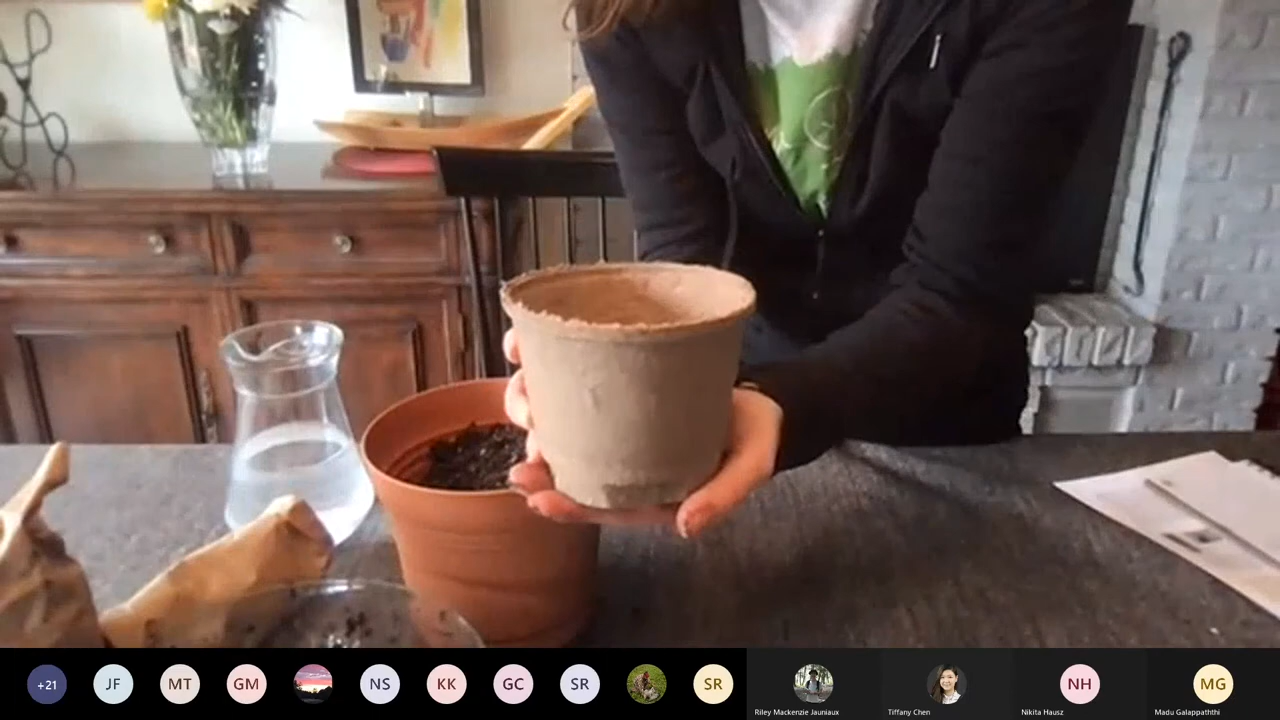 +21
JF
MT
GM
NS
KK
GC
SR
SR
NH
MG
Riley Mackenzie Jauniaux
Tiffany Chen
Nikita Hausz
Madu Galappaththi